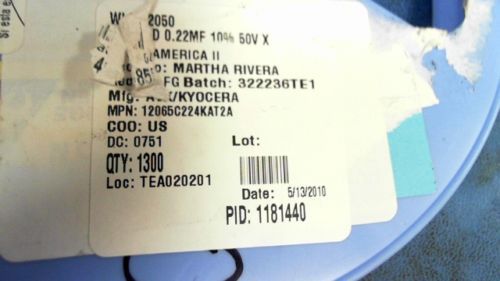 2050
D 0.22MF 10% 50V X
AMERICA II
MARTHA RIVERA
FG Batch: 322236TE1
Mfg: /KYOCERA
MPN: 12065C224KAT2A
COO: US
DC: 0751 Lot:
QTY: 1300
Loc: TEA020201
Date: 5/13/2010
PID: 1181440